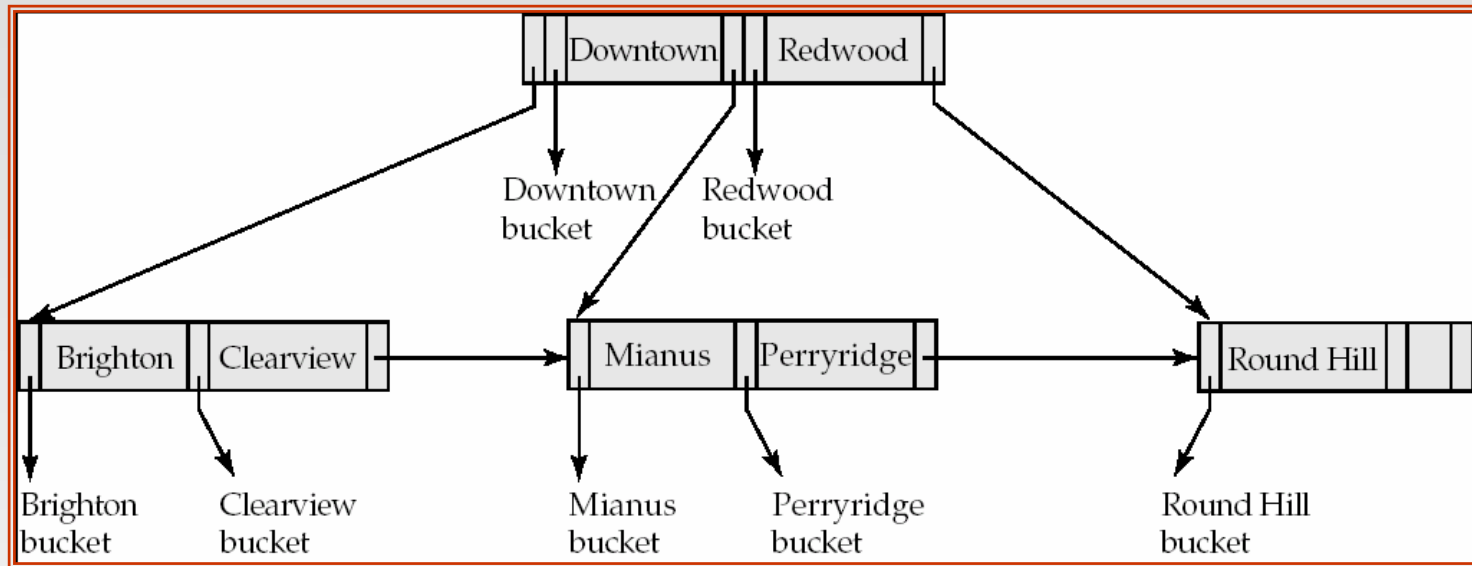 Downtown Redwood
Downtown
bucket
Redwood
bucket
Brighton Clearview
Mianus Perryridge
Round Hill
Brighton
bucket
Clearview
bucket
Mianus
bucket
Perryridge
bucket
Round Hill
bucket